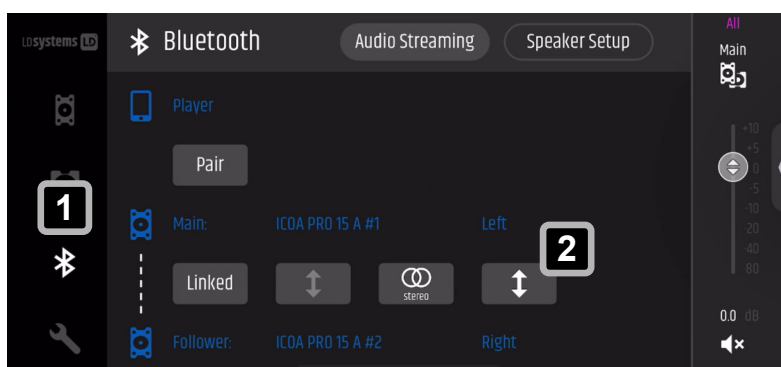 LDsystems LD
Bluetooth
Audio Streaming
Speaker Setup
All
Main
Player
Pair
1
Main:
ICOA PRO 15 A #1
Left
2
Linked
stereo
Follower:
ICOA PRO 15 A #2
Right
+10
+5
0
-5
-10
-20
-40
80
0.0 dB